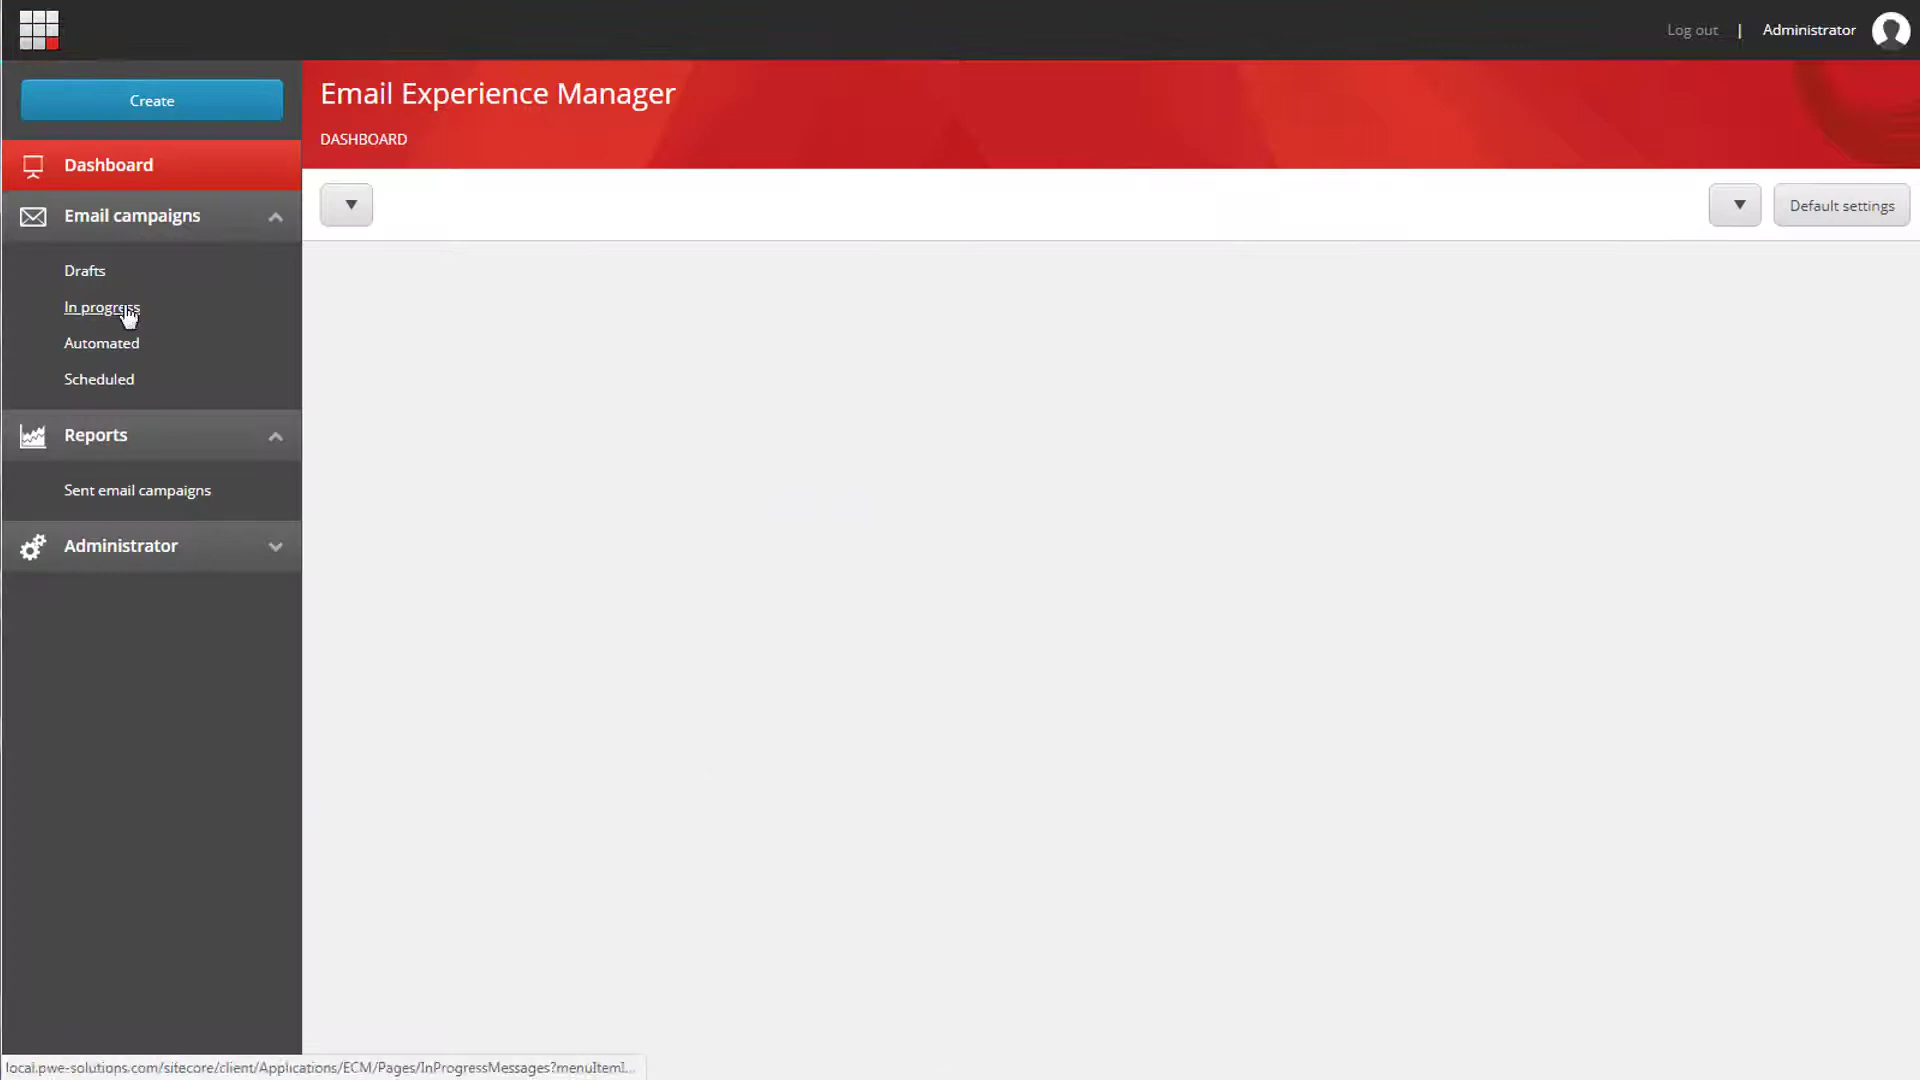 Log out | Administrator
Create
Email Experience Manager
DASHBOARD
Dashboard
Default settings
Email campaigns
Drafts
In progress
Automated
Scheduled
Reports
Sent email campaigns
Administrator
local.pwe-solutions.com/sitecore/client/Applications/ECM/Pages/InProgressMessages?menuItemI...